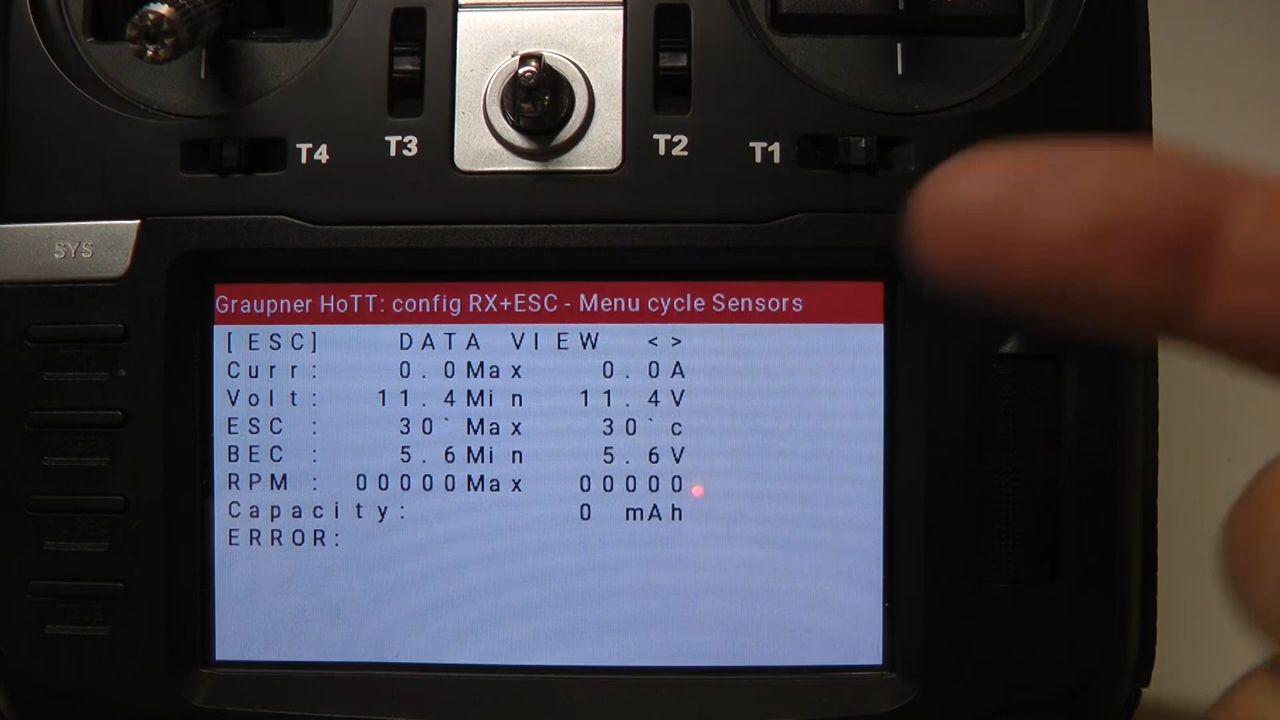 T4
T3
T2
T1
SYS
Graupner HoTT: config RX+ESC - Menu cycle Sensors
[ESC] DATA VIEW <>
Curr: 0.0Max 0.0A
Volt: 11.4Min 11.4V
ESC : 30`Max 30`c
BEC : 5.6Min 5.6V
RPM : 00000Max 00000
Capacity: 0 mAh
ERROR: